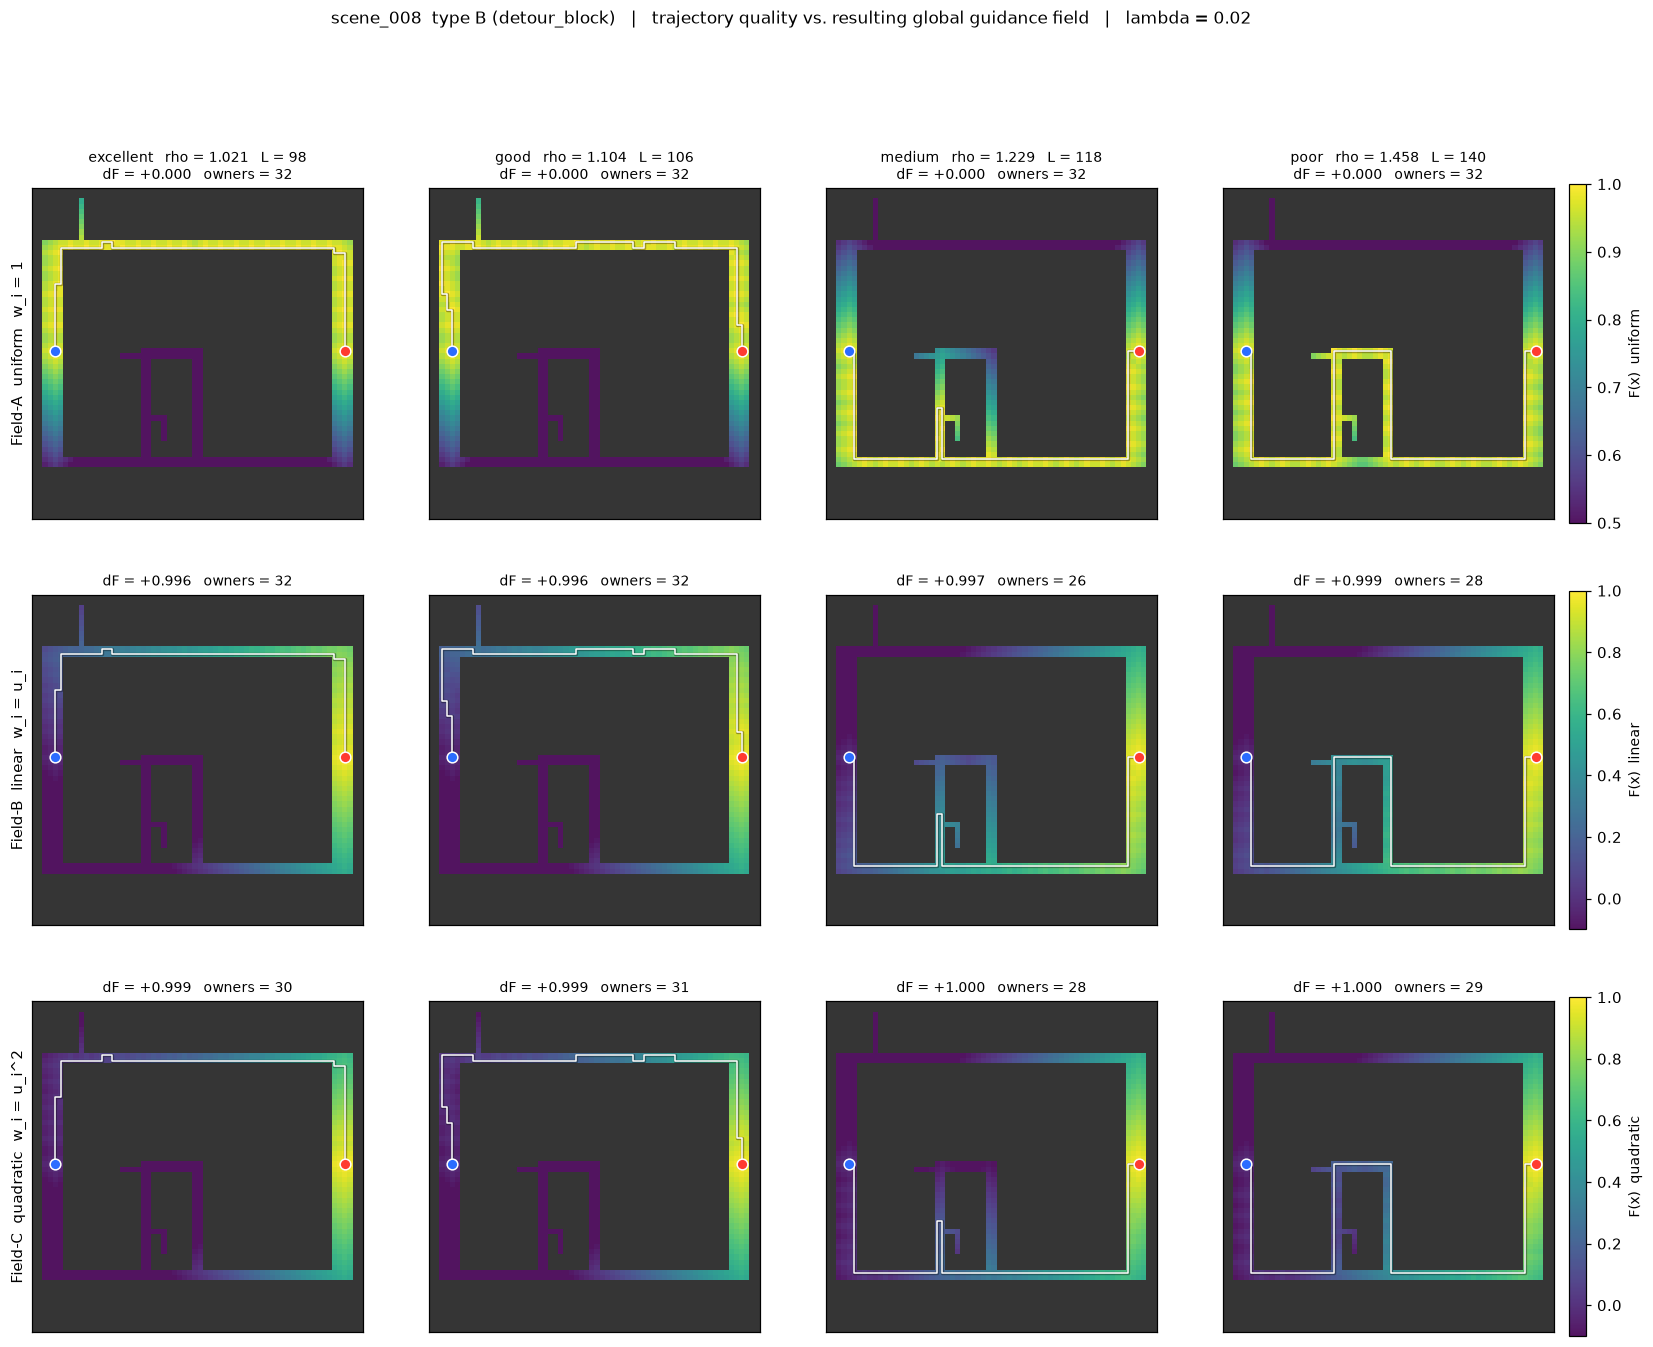 scene_008  type B (detour_block)   |   trajectory quality vs. resulting global guidance field   |   lambda = 0.02
excellent   rho = 1.021   L = 98
dF = +0.000   owners = 32
good   rho = 1.104   L = 106
dF = +0.000   owners = 32
medium   rho = 1.229   L = 118
dF = +0.000   owners = 32
poor   rho = 1.458   L = 140
dF = +0.000   owners = 32
Field-A  uniform  w_i = 1
1.0
0.9
0.8
0.7
0.6
0.5
F(x)  uniform
dF = +0.996   owners = 32
dF = +0.996   owners = 32
dF = +0.997   owners = 26
dF = +0.999   owners = 28
Field-B  linear  w_i = u_i
1.0
0.8
0.6
0.4
0.2
0.0
F(x)  linear
dF = +0.999   owners = 30
dF = +0.999   owners = 31
dF = +1.000   owners = 28
dF = +1.000   owners = 29
Field-C  quadratic  w_i = u_i^2
1.0
0.8
0.6
0.4
0.2
0.0
F(x)  quadratic